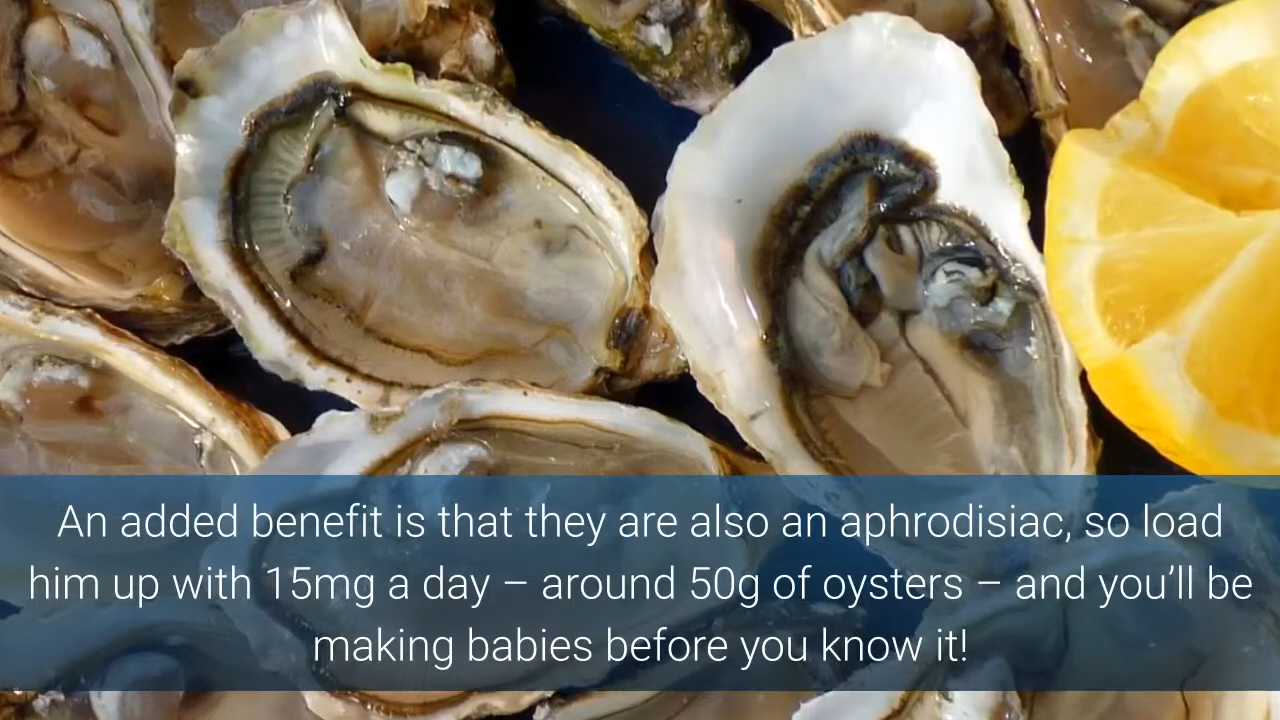 An added benefit is that they are also an aphrodisiac, so load
him up with 15mg a day – around 50g of oysters – and you’ll be
making babies before you know it!